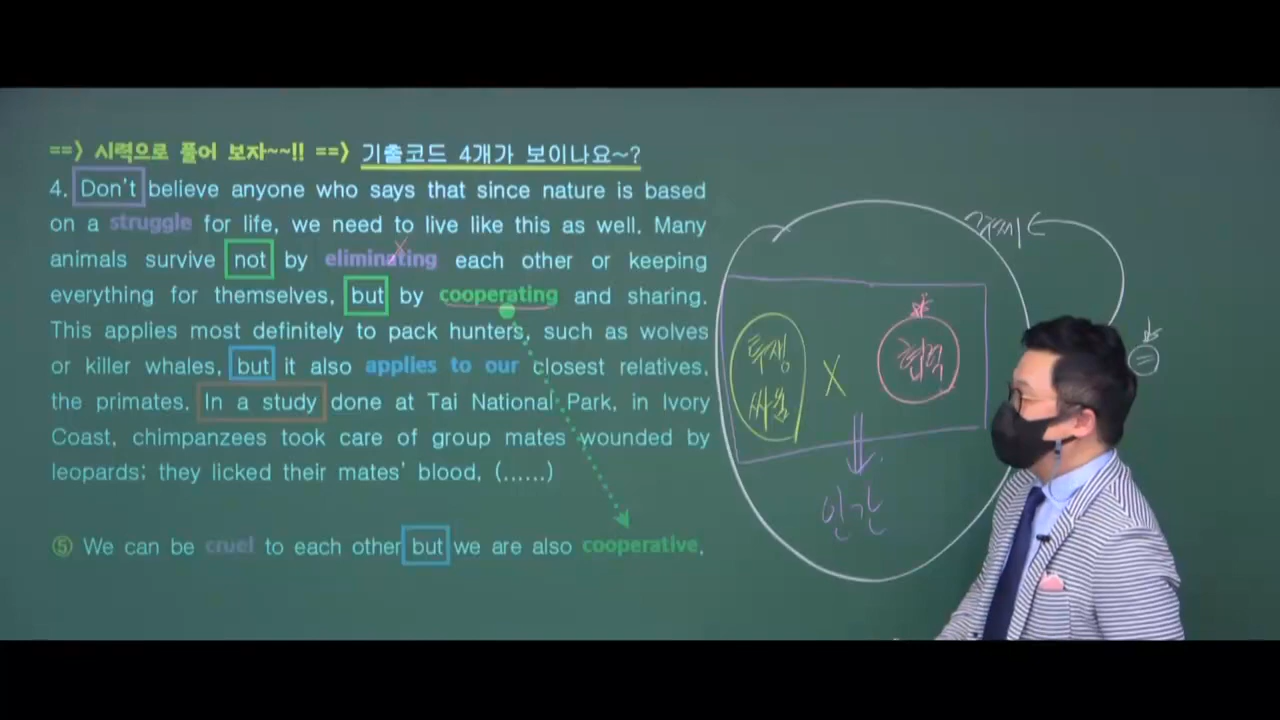 ==> 시력으로 풀어 보자~~!! ==> 기출코드 4개가 보이나요~?
4. Don't believe anyone who says that since nature is based
on a struggle for life, we need to live like this as well. Many
animals survive not by eliminating each other or keeping
everything for themselves, but by cooperating and sharing.
This applies most definitely to pack hunters, such as wolves
or killer whales, but it also applies to our closest relatives,
the primates. In a study done at Tai National Park, in Ivory
Coast, chimpanzees took care of group mates wounded by
leopards; they licked their mates' blood, (......)
⑤ We can be cruel to each other but we are also cooperative.
투쟁
싸움
X
협력
인간
=